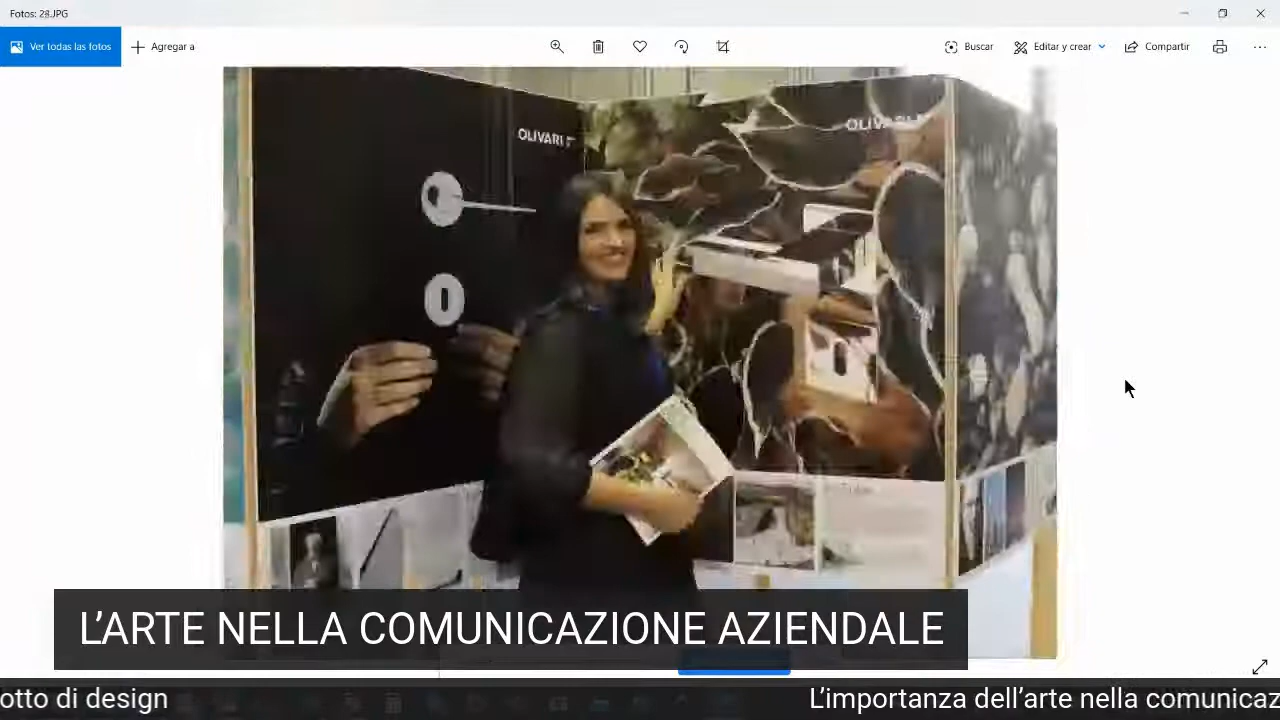 Fotos: 28.JPG
Ver todas las fotos
Agregar a
Buscar
Editar y crear
Compartir
OLIVARI
OLIVARI
L'ARTE NELLA COMUNICAZIONE AZIENDALE
otto di design
L'importanza dell'arte nella comunicaz